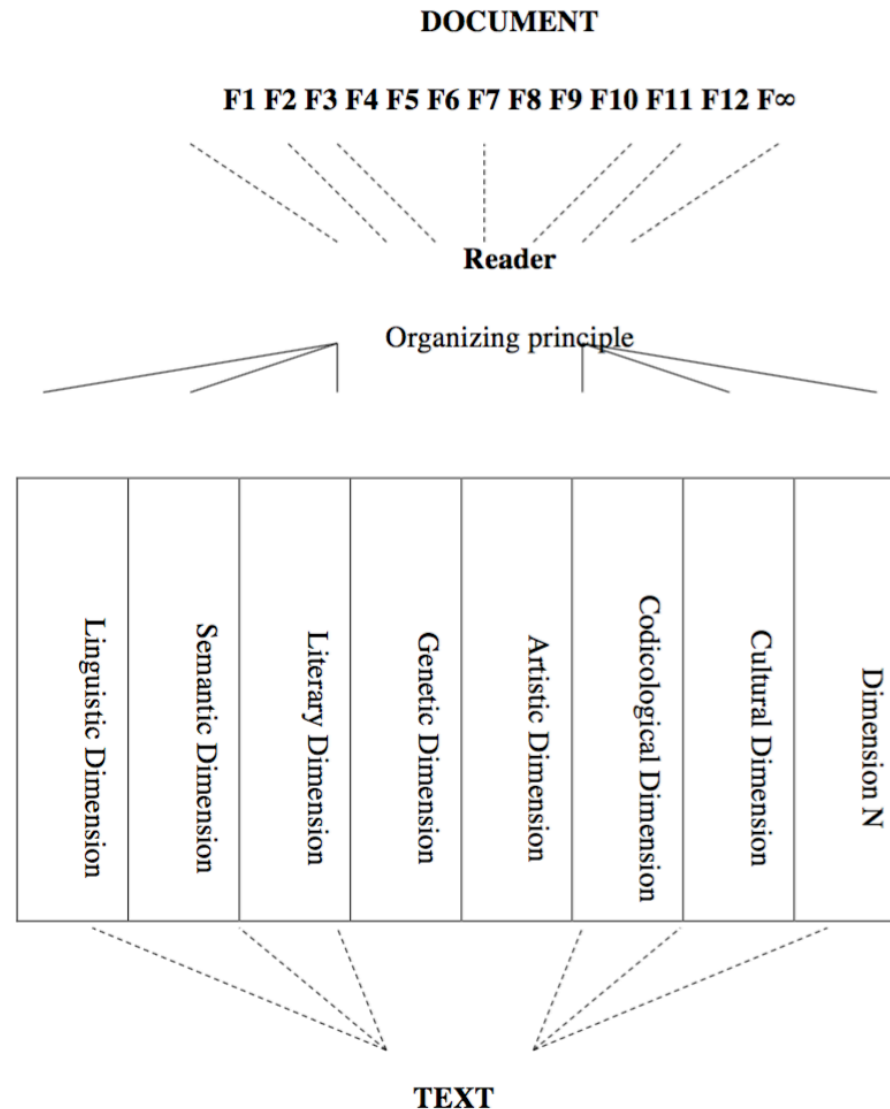 DOCUMENT
F1 F2 F3 F4 F5 F6 F7 F8 F9 F10 F11 F12 F∞
Reader
Organizing principle
Linguistic Dimension
Semantic Dimension
Literary Dimension
Genetic Dimension
Artistic Dimension
Codicological Dimension
Cultural Dimension
Dimension N
TEXT